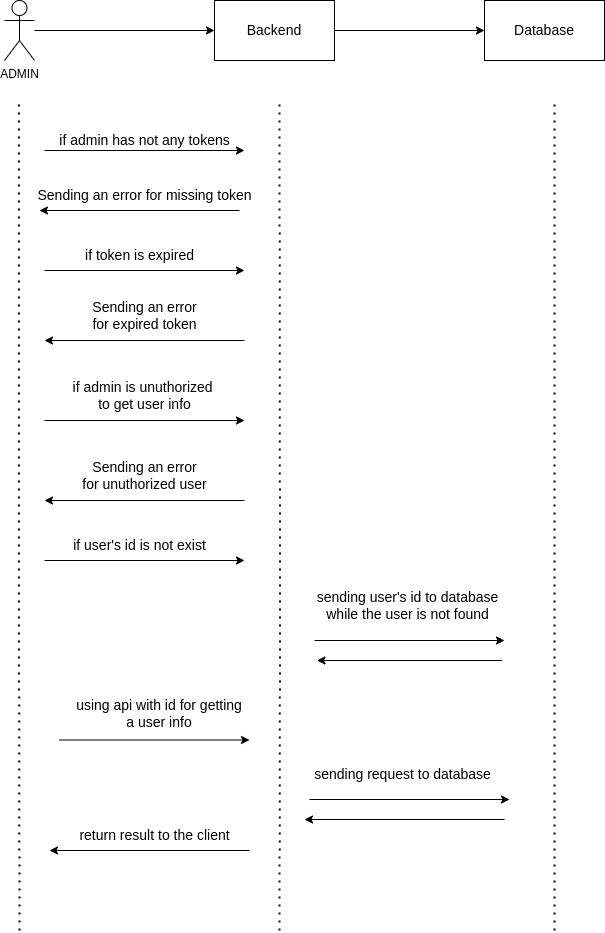 ADMIN
Backend
Database
if admin has not any tokens
Sending an error for missing token
if token is expired
Sending an error
for expired token
if admin is unuthorized
to get user info
Sending an error
for unuthorized user
if user's id is not exist
sending user's id to database
while the user is not found
using api with id for getting
a user info
sending request to database
return result to the client